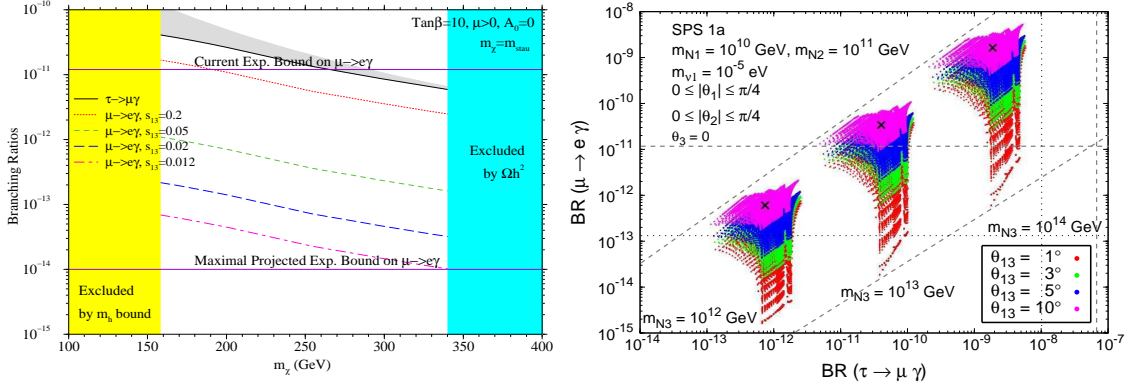 Tanβ=10, μ>0, A₀=0
m_χ=m_stau
Current Exp. Bound on μ->eγ
τ->μγ
μ->eγ, s₁₃=0.2
μ->eγ, s₁₃=0.05
μ->eγ, s₁₃=0.02
μ->eγ, s₁₃=0.012
Excluded
by Ωh²
Maximal Projected Exp. Bound on μ->eγ
Excluded
by m_h bound
Branching Ratios
10⁻¹⁰
10⁻¹¹
10⁻¹²
10⁻¹³
10⁻¹⁴
10⁻¹⁵
100 150 200 250 300 350 400
m_χ (GeV)
SPS 1a
m_N1 = 10¹⁰ GeV, m_N2 = 10¹¹ GeV
m_ν1 = 10⁻⁵ eV
0 ≤ |θ₁| ≤ π/4
0 ≤ |θ₂| ≤ π/4
θ₃ = 0
m_N3 = 10¹⁴ GeV
m_N3 = 10¹³ GeV
m_N3 = 10¹² GeV
θ₁₃ = 1°
θ₁₃ = 3°
θ₁₃ = 5°
θ₁₃ = 10°
BR (μ → e γ)
10⁻⁸
10⁻⁹
10⁻¹⁰
10⁻¹¹
10⁻¹²
10⁻¹³
10⁻¹⁴
10⁻¹⁵
10⁻¹⁴ 10⁻¹³ 10⁻¹² 10⁻¹¹ 10⁻¹⁰ 10⁻⁹ 10⁻⁸ 10⁻⁷
BR (τ → μ γ)